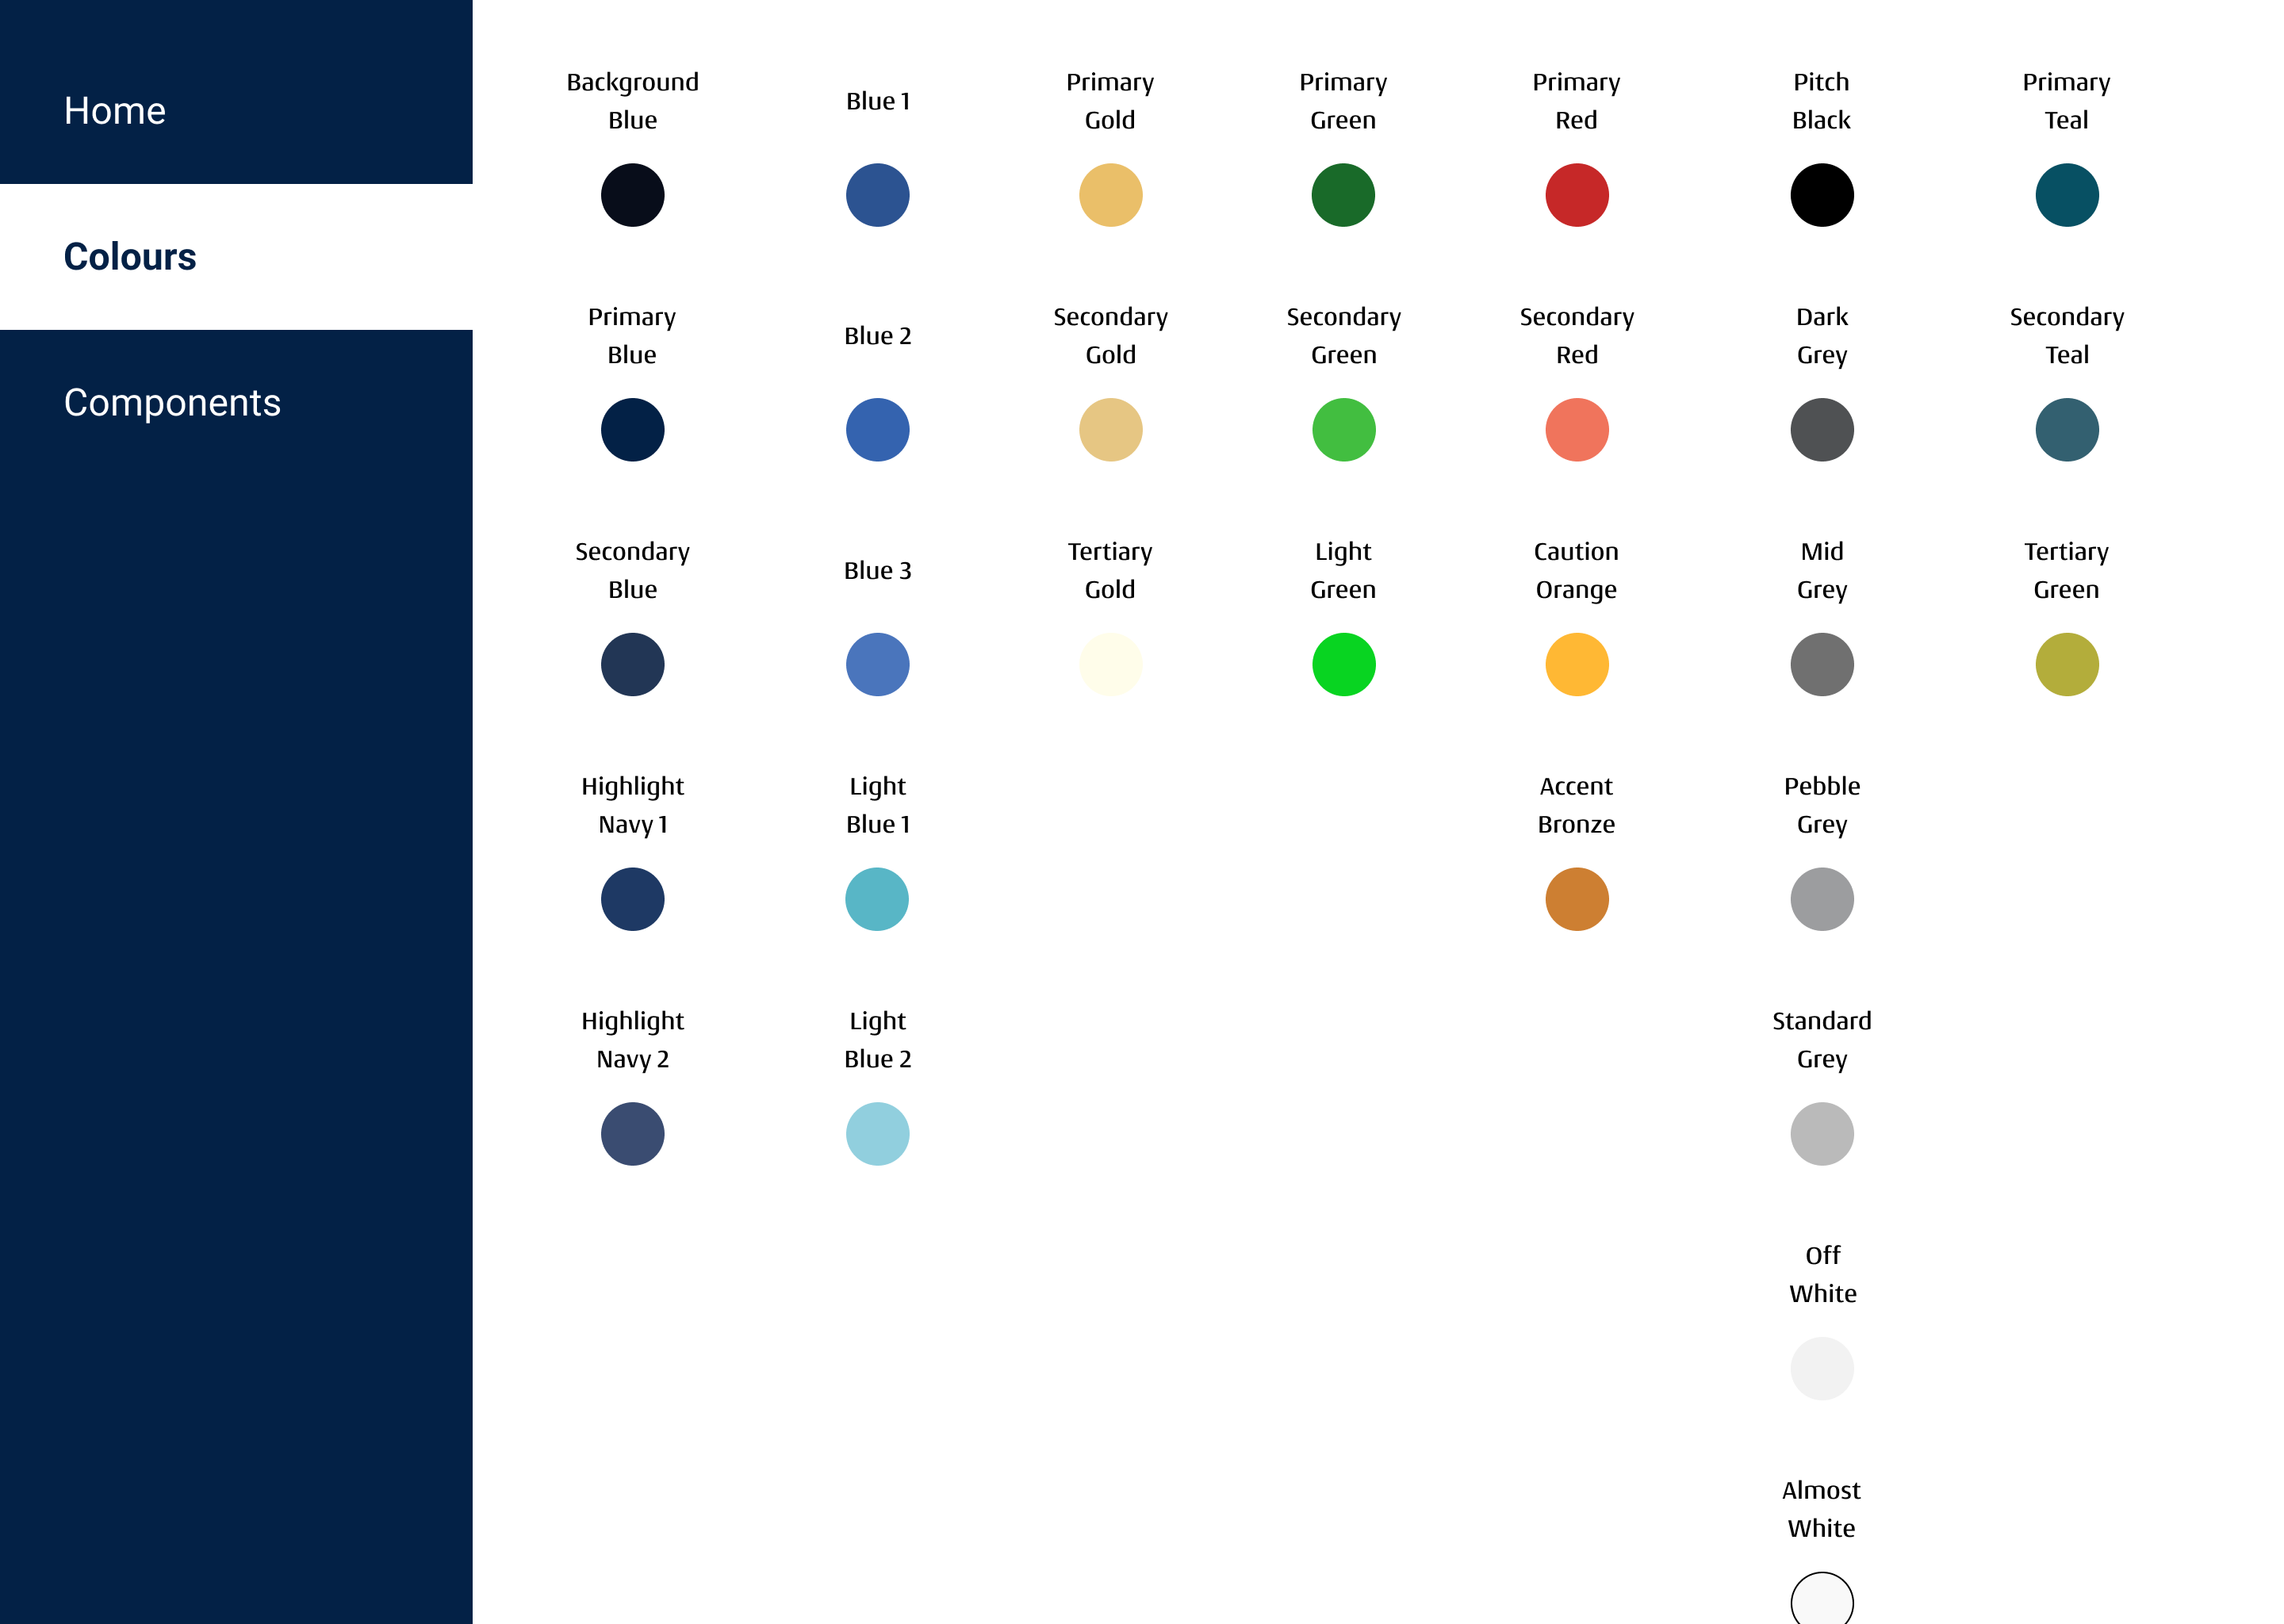 Home
Colours
Components
Background
Blue
Blue 1
Primary
Gold
Primary
Green
Primary
Red
Pitch
Black
Primary
Teal
Primary
Blue
Blue 2
Secondary
Gold
Secondary
Green
Secondary
Red
Dark
Grey
Secondary
Teal
Secondary
Blue
Blue 3
Tertiary
Gold
Light
Green
Caution
Orange
Mid
Grey
Tertiary
Green
Highlight
Navy 1
Light
Blue 1
Accent
Bronze
Pebble
Grey
Highlight
Navy 2
Light
Blue 2
Standard
Grey
Off
White
Almost
White